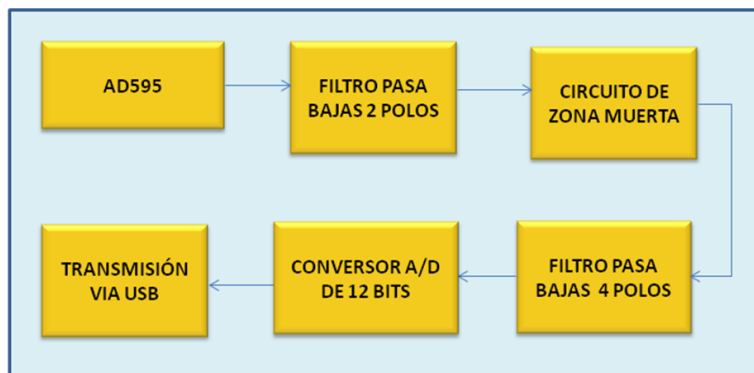 AD595
FILTRO PASA
BAJAS 2 POLOS
CIRCUITO DE
ZONA MUERTA
FILTRO PASA
BAJAS 4 POLOS
CONVERSOR A/D
DE 12 BITS
TRANSMISIÓN
VIA USB